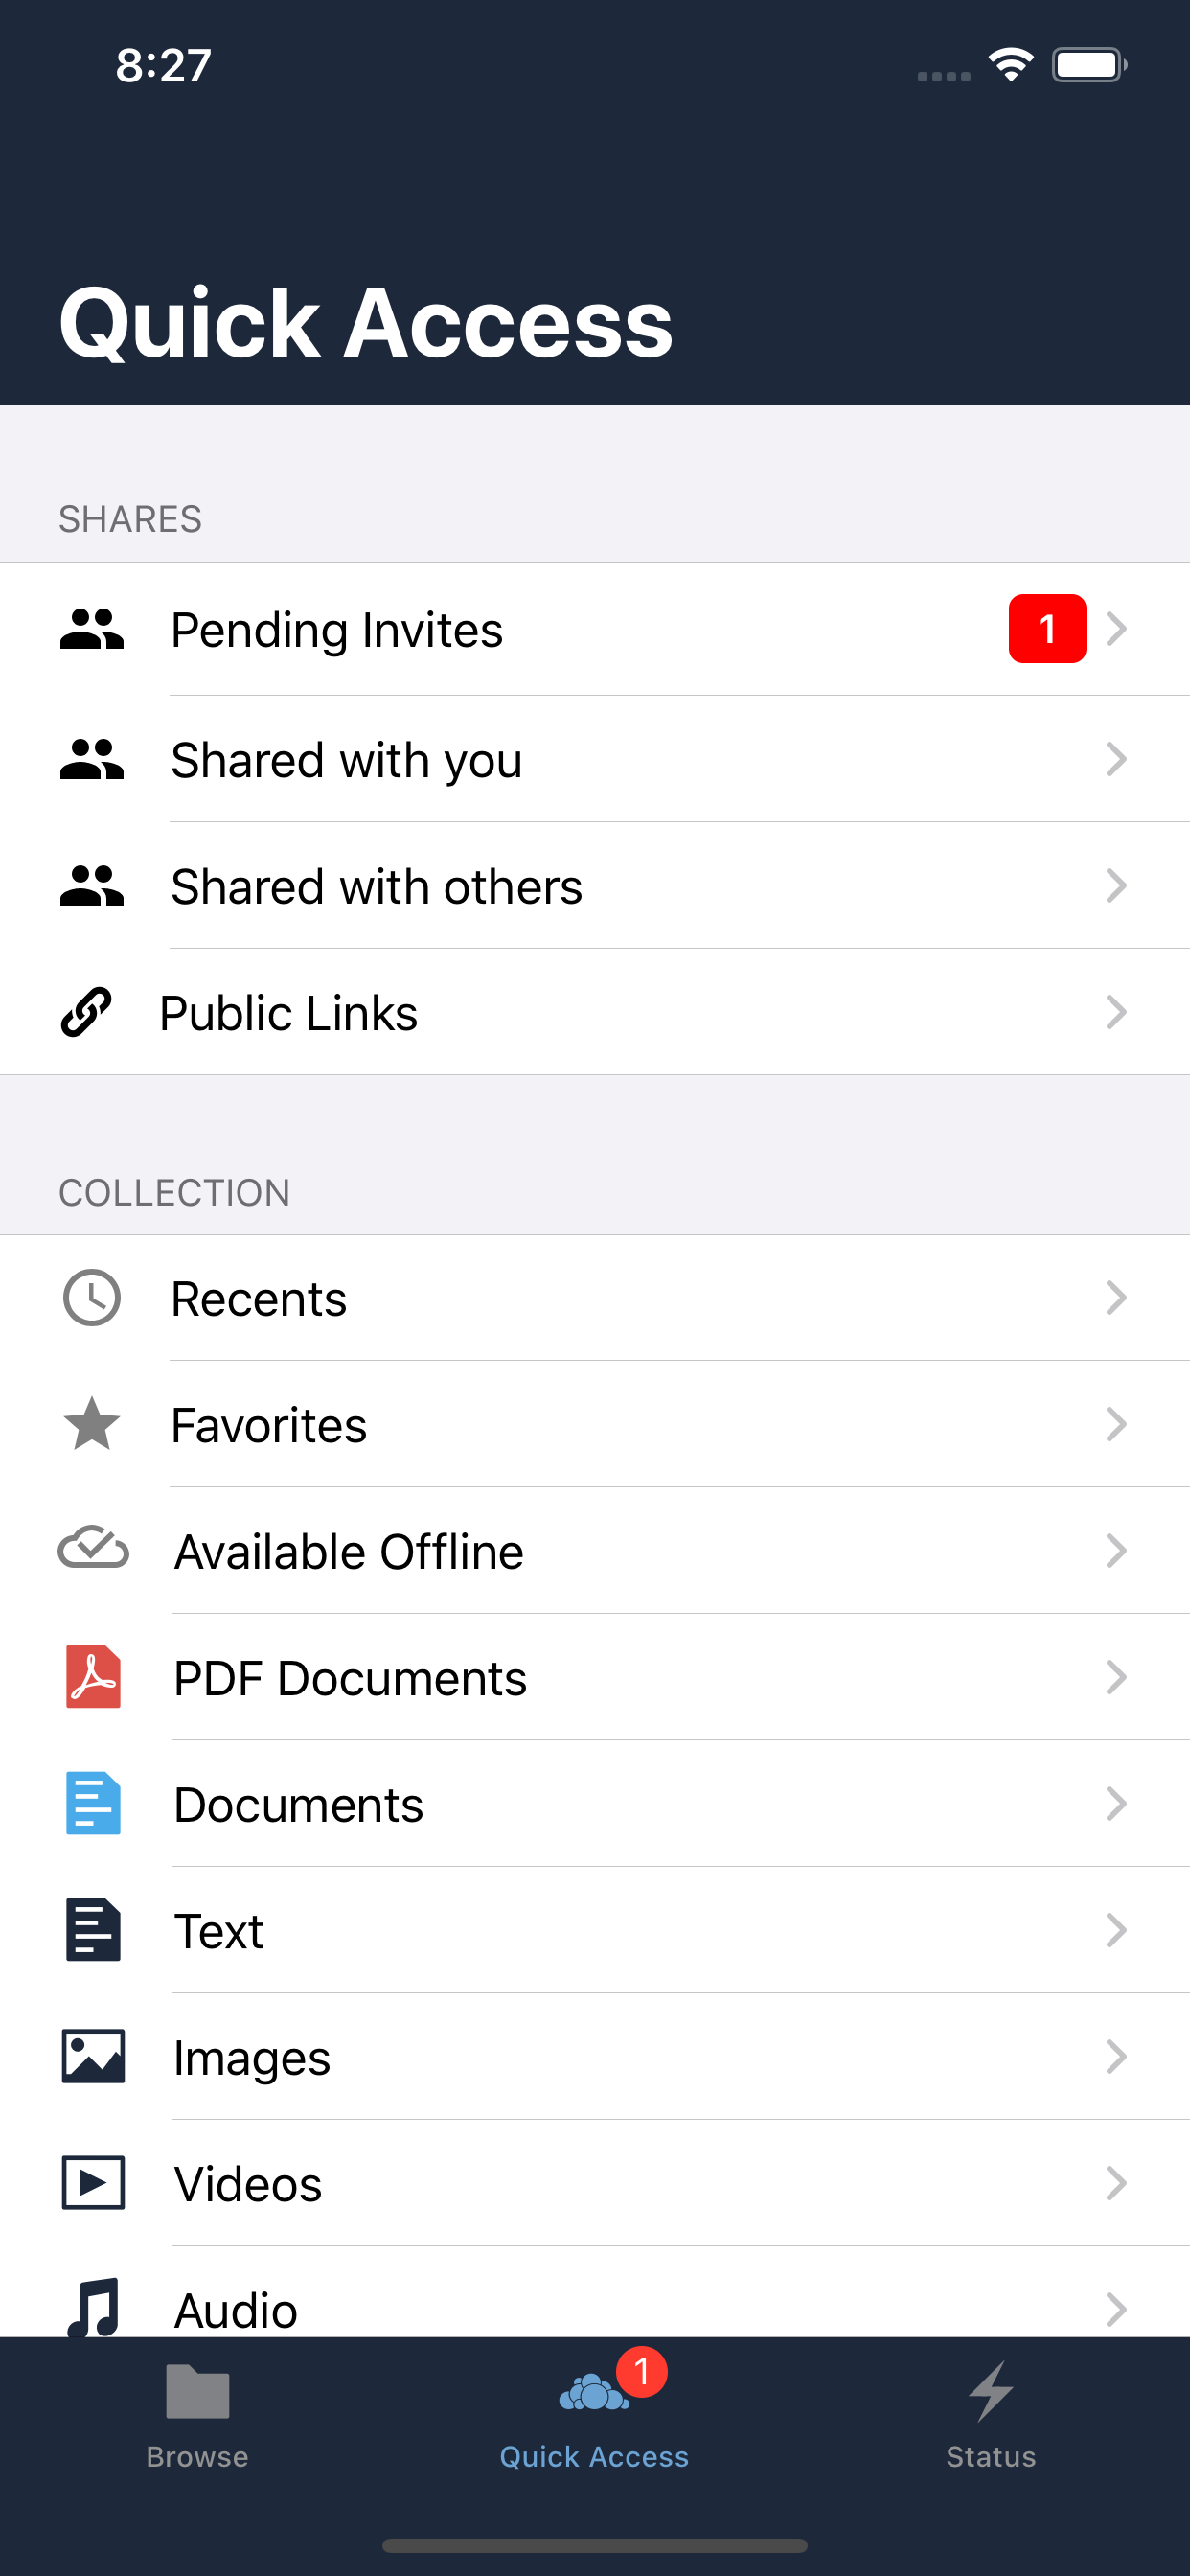 8:27
Quick Access
SHARES
Pending Invites 1
Shared with you
Shared with others
Public Links
COLLECTION
Recents
Favorites
Available Offline
PDF Documents
Documents
Text
Images
Videos
Audio
1
Browse Quick Access Status